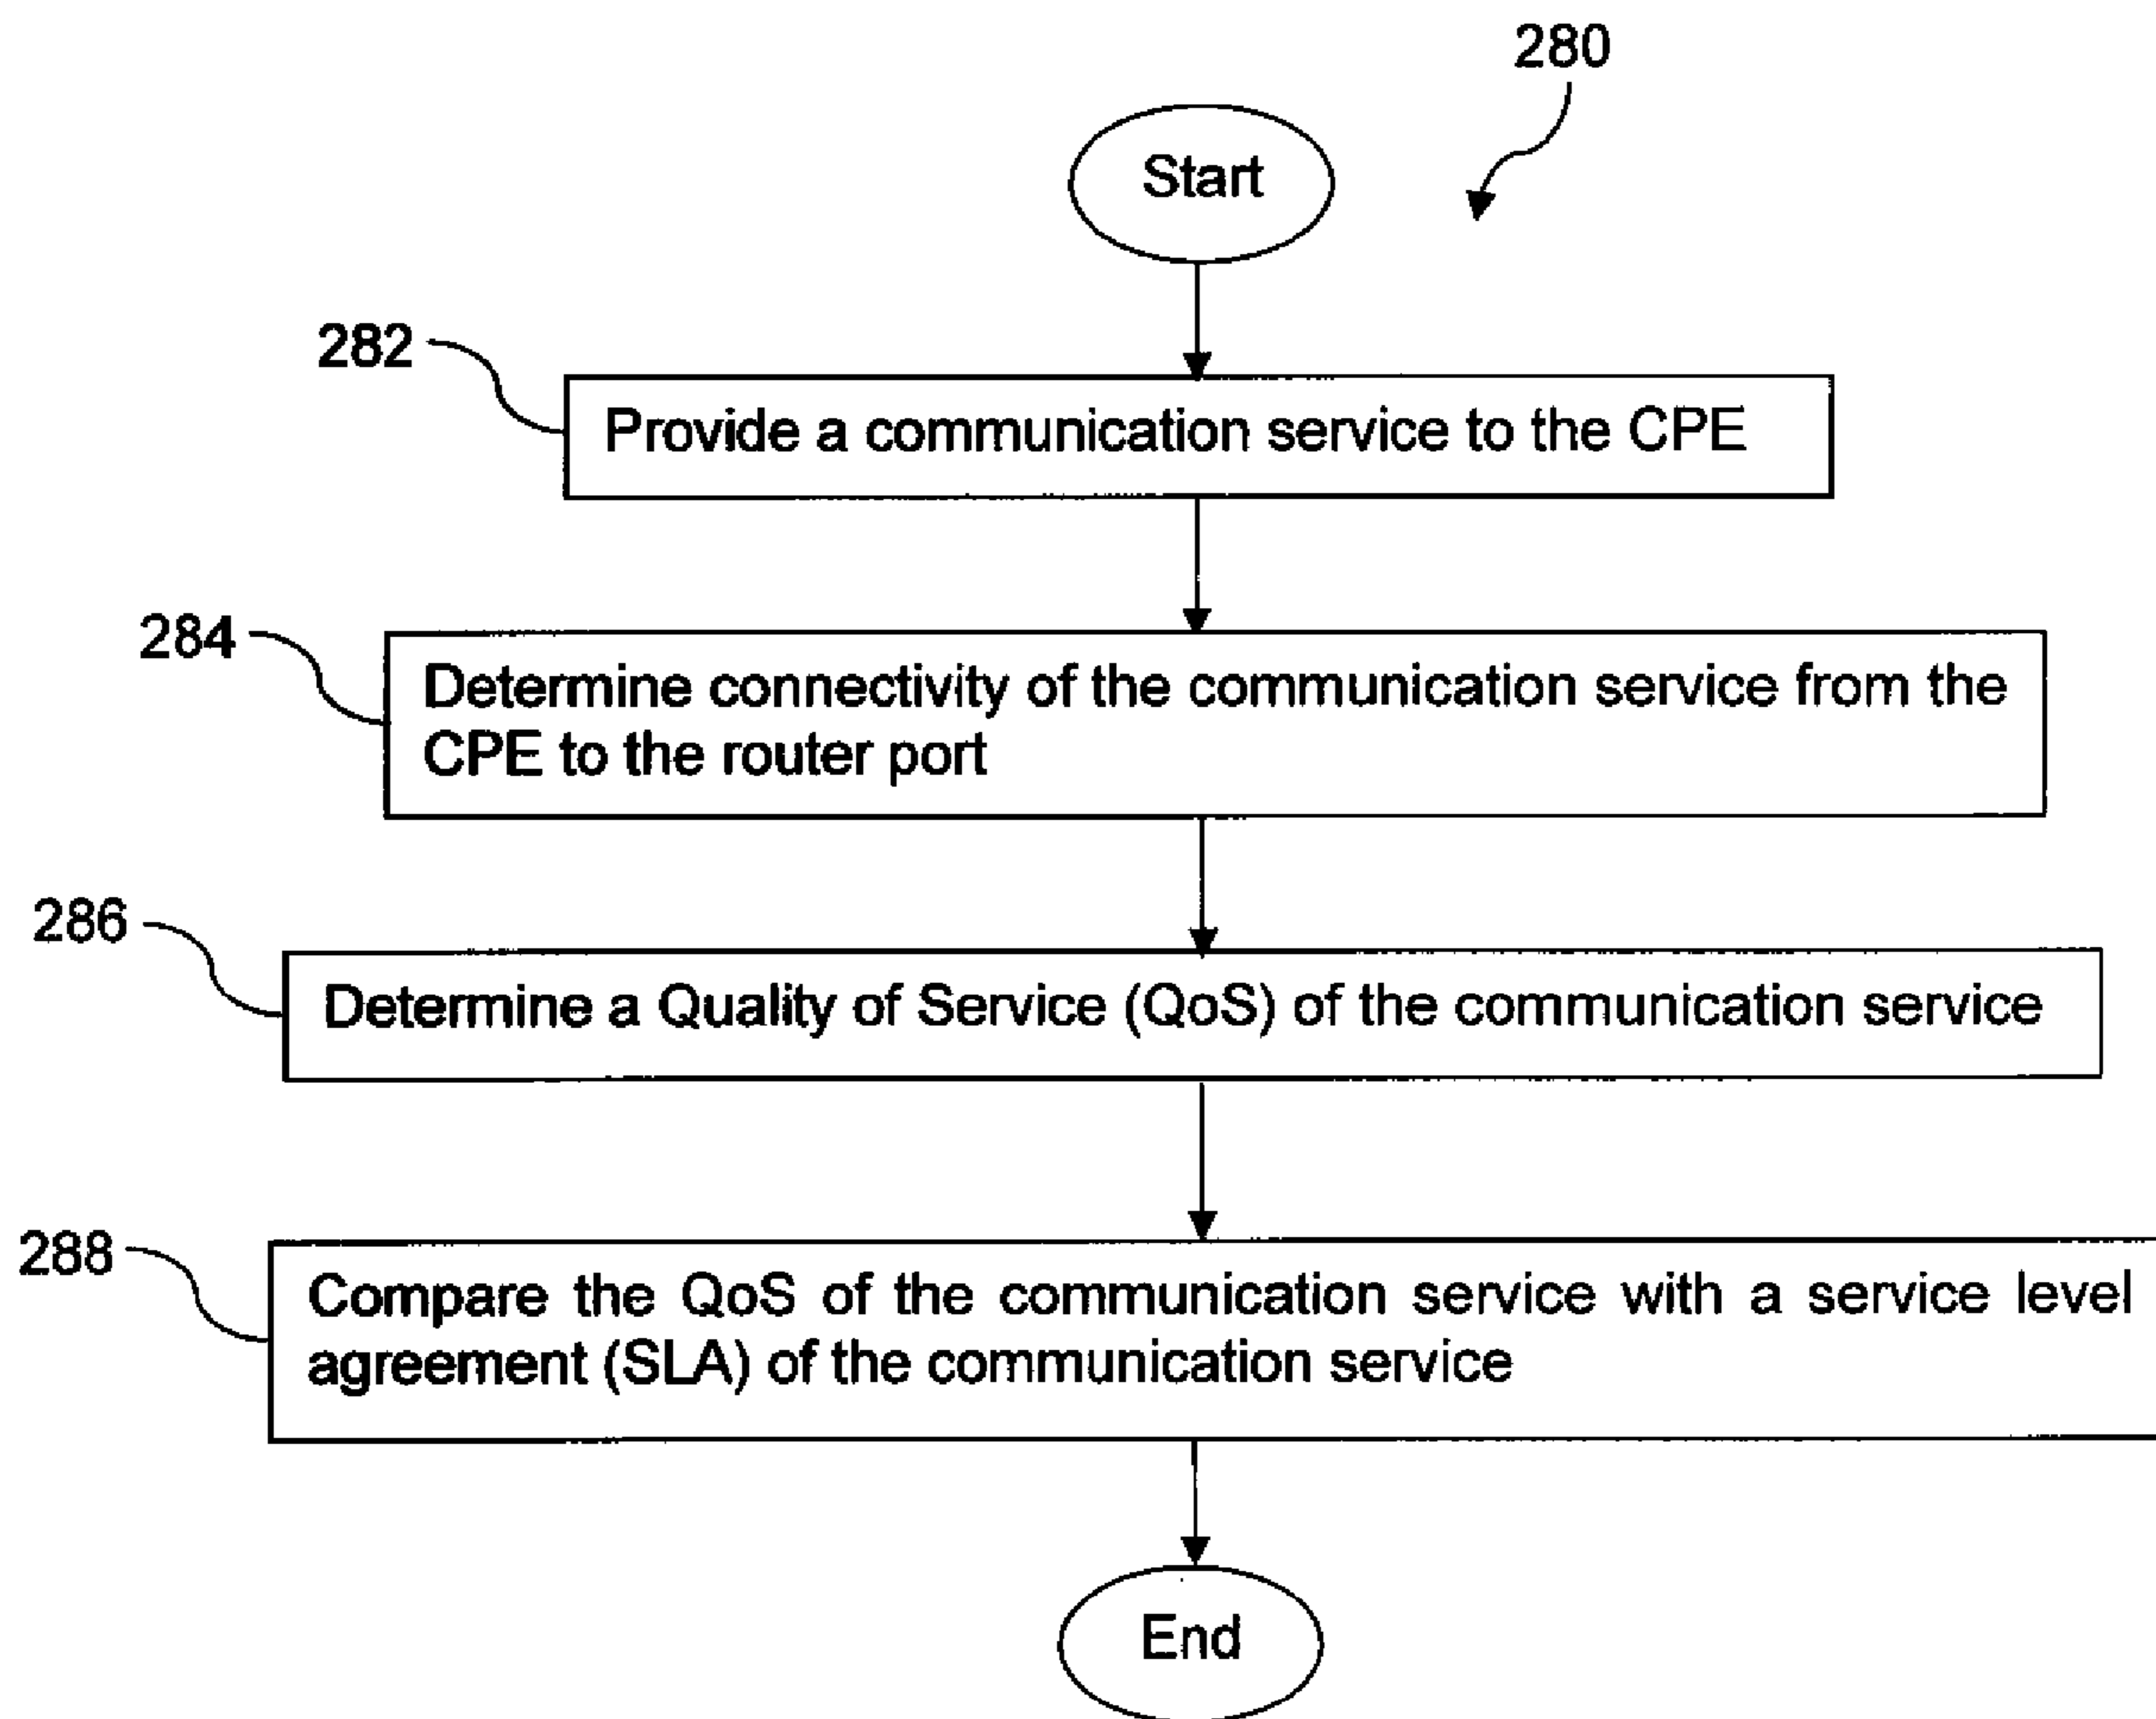 280
Start
282
Provide a communication service to the CPE
284
Determine connectivity of the communication service from the
CPE to the router port
286
Determine a Quality of Service (QoS) of the communication service
288
Compare the QoS of the communication service with a service level
agreement (SLA) of the communication service
End